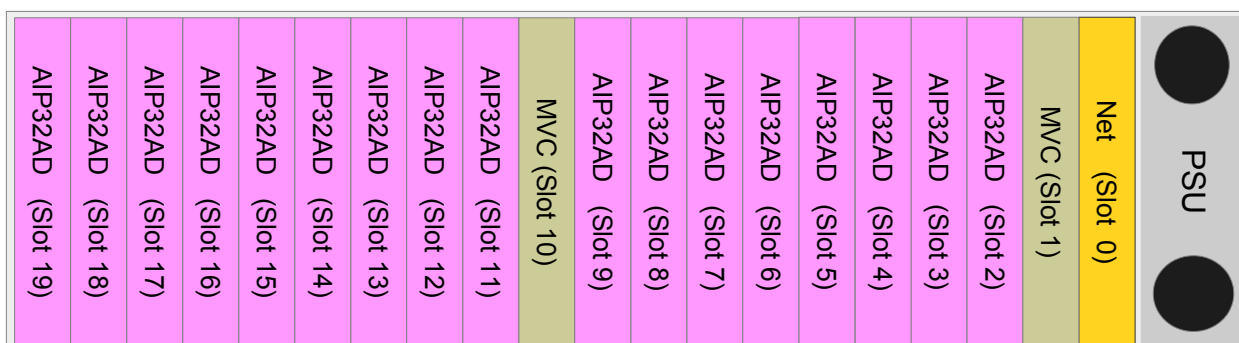 AIP32AD (Slot 19)
AIP32AD (Slot 18)
AIP32AD (Slot 17)
AIP32AD (Slot 16)
AIP32AD (Slot 15)
AIP32AD (Slot 14)
AIP32AD (Slot 13)
AIP32AD (Slot 12)
AIP32AD (Slot 11)
MVC (Slot 10)
AIP32AD (Slot 9)
AIP32AD (Slot 8)
AIP32AD (Slot 7)
AIP32AD (Slot 6)
AIP32AD (Slot 5)
AIP32AD (Slot 4)
AIP32AD (Slot 3)
AIP32AD (Slot 2)
MVC (Slot 1)
Net (Slot 0)
PSU